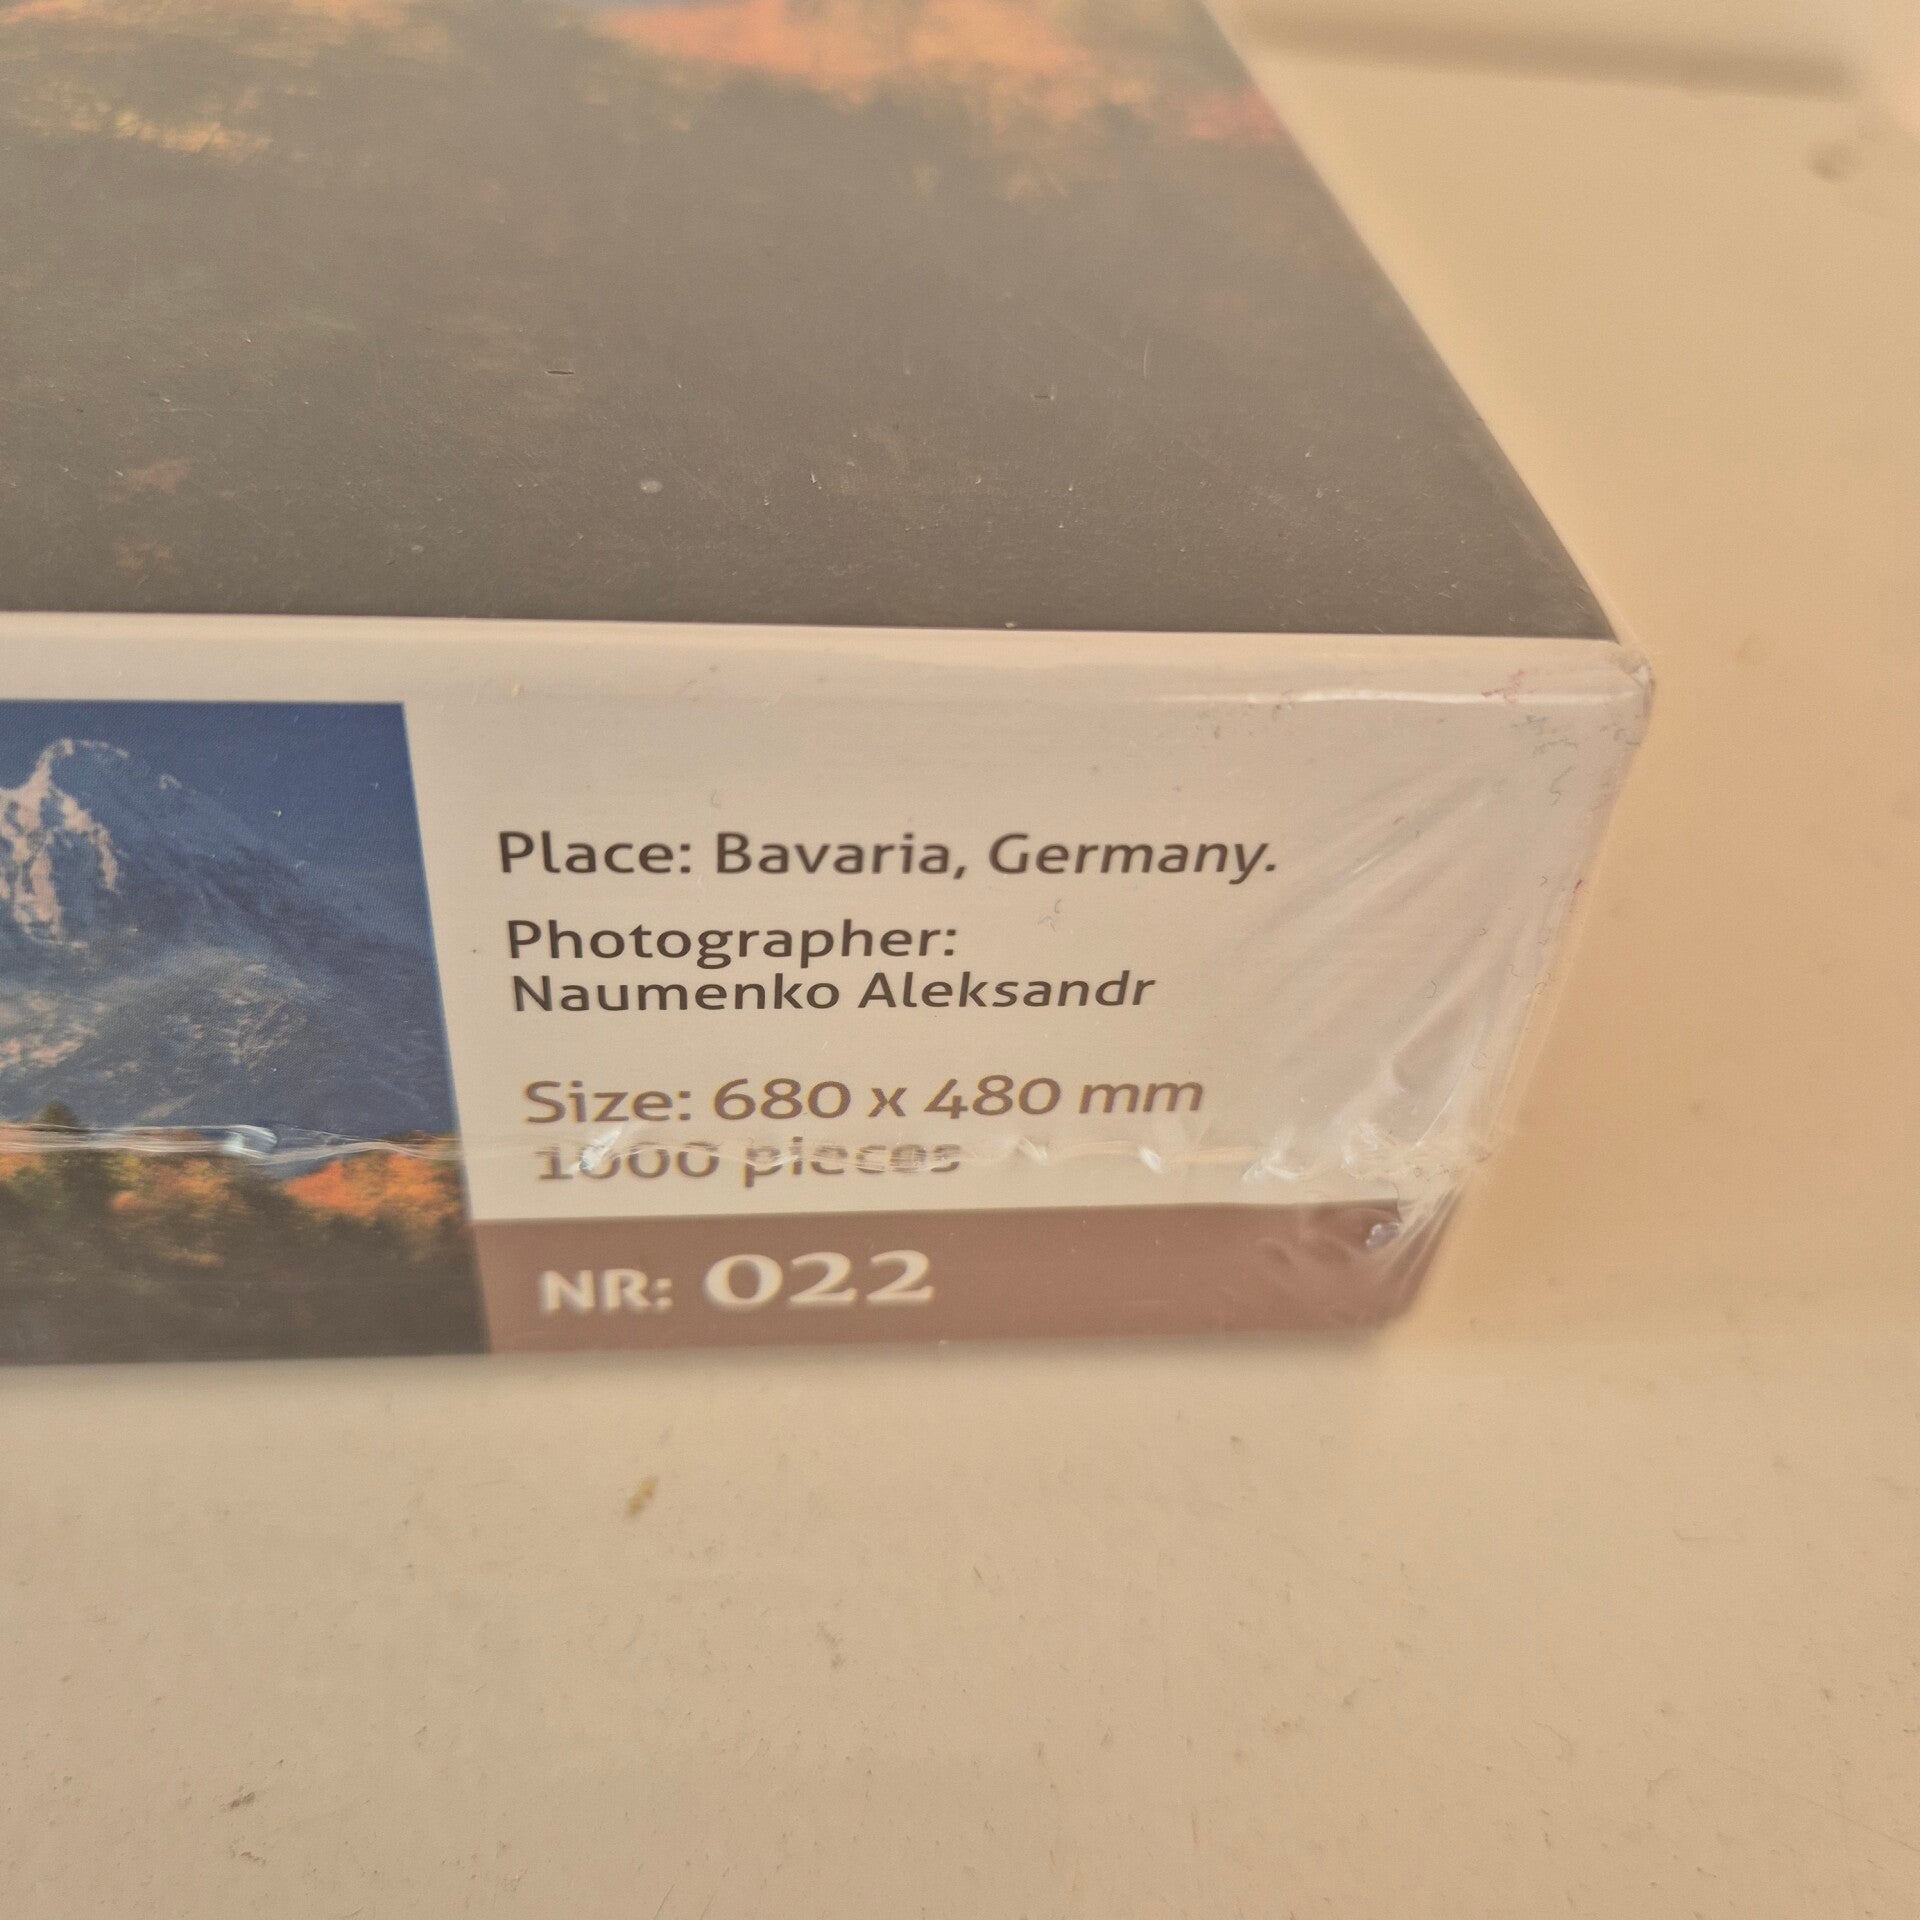 Place: Bavaria, Germany.
Photographer:
Naumenko Aleksandr
Size: 680 x 480 mm
1000 pieces
NR: 022